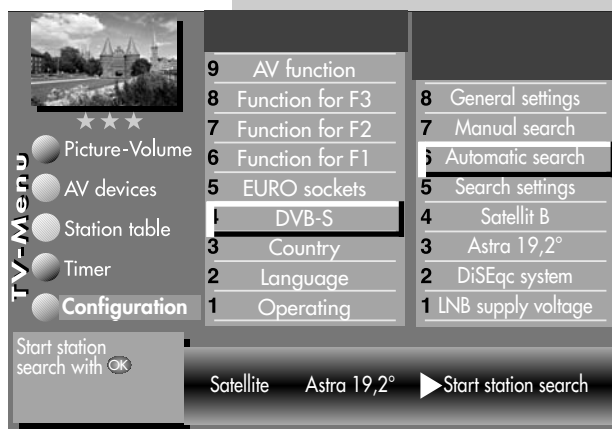 TV-Menu
Picture-Volume
AV devices
Station table
Timer
Configuration
9 AV function
8 Function for F3
7 Function for F2
6 Function for F1
5 EURO sockets
4 DVB-S
3 Country
2 Language
1 Operating
8 General settings
7 Manual search
6 Automatic search
5 Search settings
4 Satellit B
3 Astra 19,2°
2 DiSEqc system
1 LNB supply voltage
Start station
search with OK
Satellite Astra 19,2° Start station search